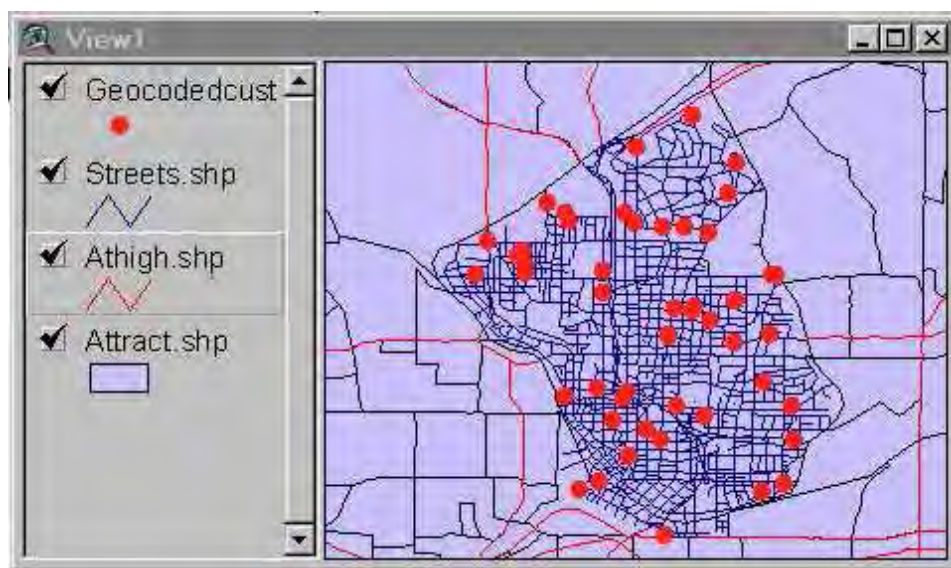 View1
Geocodedcust
Streets.shp
Athigh.shp
Attract.shp